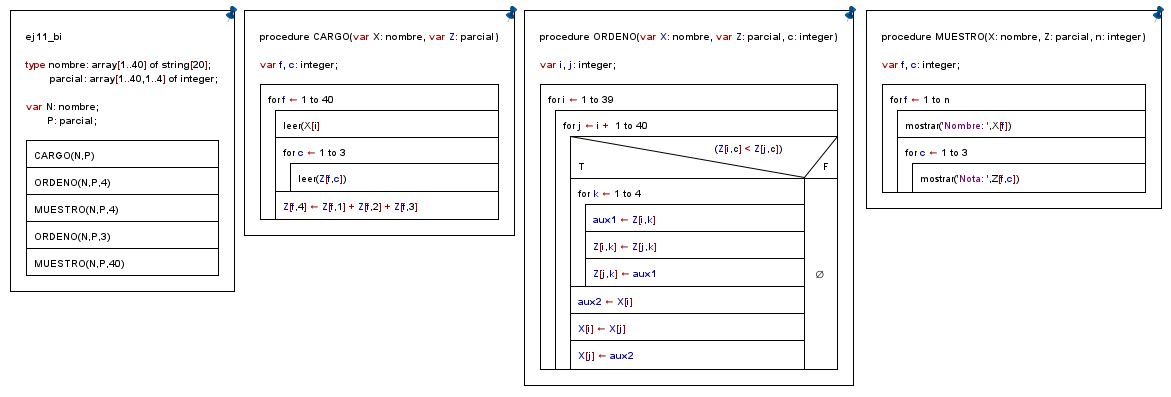 ej11_bi
type nombre: array[1..40] of string[20];
parcial: array[1..40,1..4] of integer;
var N: nombre;
P: parcial;
CARGO(N,P)
ORDENO(N,P,4)
MUESTRO(N,P,4)
ORDENO(N,P,3)
MUESTRO(N,P,40)
procedure CARGO(var X: nombre, var Z: parcial)
var f, c: integer;
for f ← 1 to 40
leer(X[i]
for c ← 1 to 3
leer(Z[f,c])
Z[f,4] ← Z[f,1] + Z[f,2] + Z[f,3]
procedure ORDENO(var X: nombre, var Z: parcial, c: integer)
var i, j: integer;
for i ← 1 to 39
for j ← i + 1 to 40
(Z[i,c] < Z[j,c])
T
F
for k ← 1 to 4
aux1 ← Z[i,k]
Z[i,k] ← Z[j,k]
Z[j,k] ← aux1
∅
aux2 ← X[i]
X[i] ← X[j]
X[j] ← aux2
procedure MUESTRO(X: nombre, Z: parcial, n: integer)
var f, c: integer;
for f ← 1 to n
mostrar('Nombre: ',X[f])
for c ← 1 to 3
mostrar('Nota: ',Z[f,c])